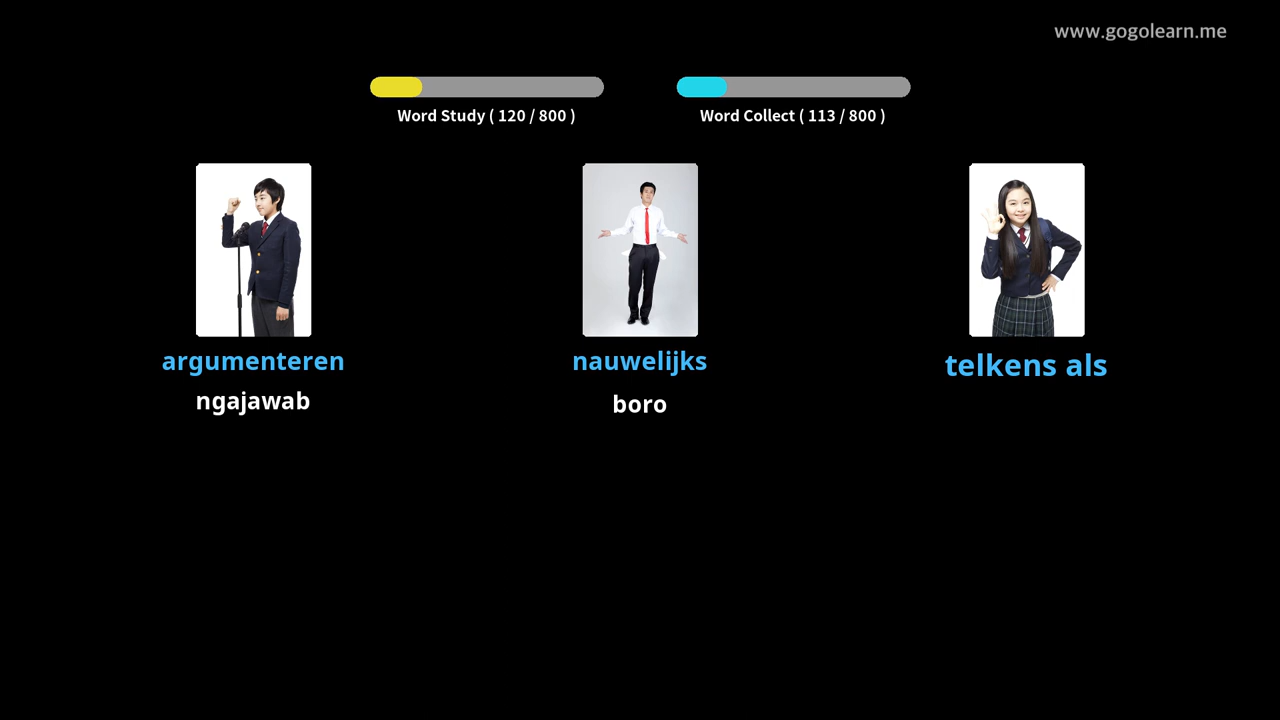 www.gogolearn.me
Word Study ( 120 / 800 )
Word Collect ( 113 / 800 )
argumenteren
nauwelijks
telkens als
ngajawab
boro